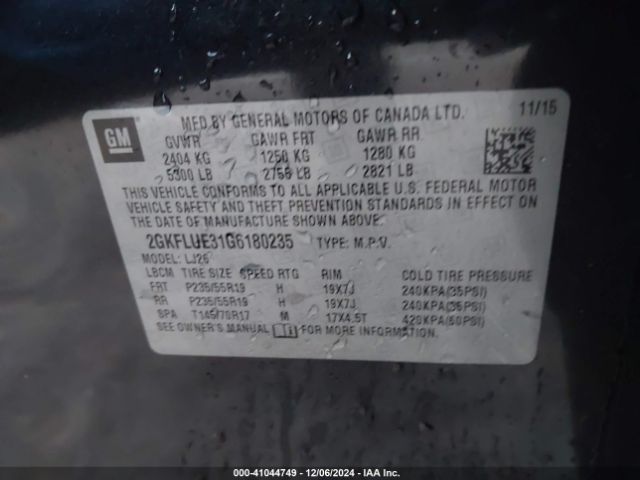 GM
MFD BY GENERAL MOTORS OF CANADA LTD. 11/15
GVWR GAWR FRT GAWR RR
2404 KG 1250 KG 1280 KG
5300 LB 2756 LB 2821 LB
THIS VEHICLE CONFORMS TO ALL APPLICABLE U.S. FEDERAL MOTOR
VEHICLE SAFETY AND THEFT PREVENTION STANDARDS IN EFFECT ON
THE DATE OF MANUFACTURE SHOWN ABOVE.
2GKFLUE31G6180235 TYPE: M.P.V.
MODEL: LJ26
LBCM TIRE SIZE SPEED RTG RIM COLD TIRE PRESSURE
FRT P235/55R19 H 19X7J 240KPA(35PSI)
RR P235/55R19 H 19X7J 240KPA(35PSI)
SPA T145/70R17 M 17X4.5T 420KPA(60PSI)
SEE OWNER'S MANUAL FOR MORE INFORMATION.
000-41044749 - 12/06/2024 - IAA Inc.